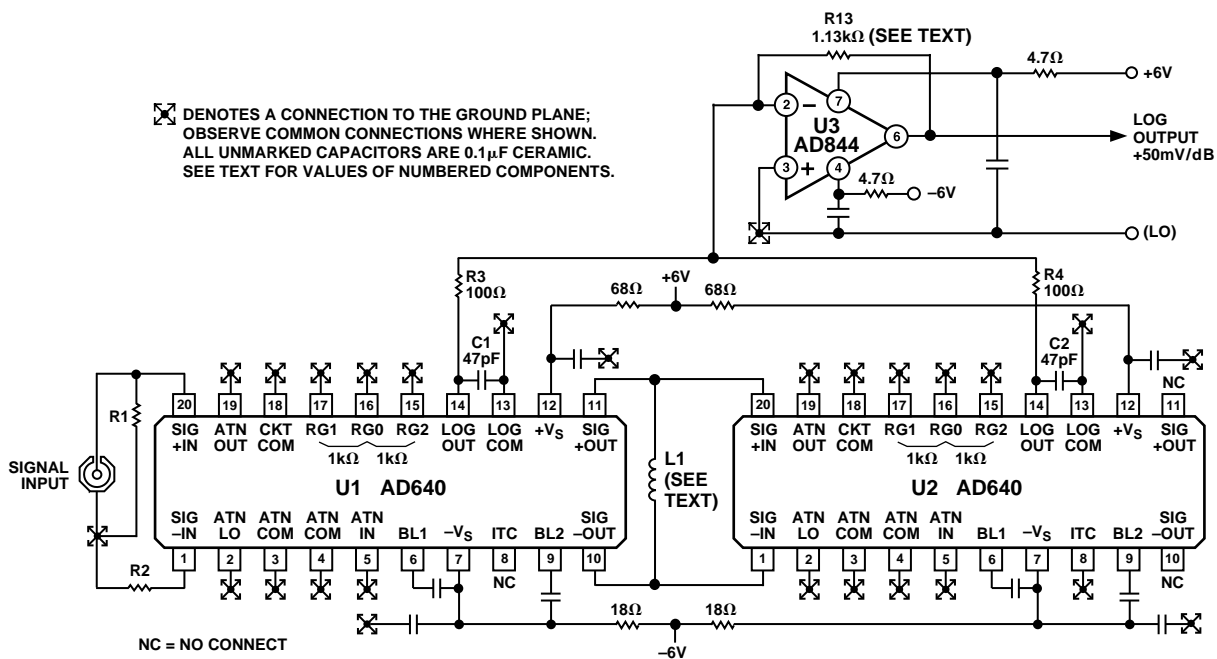 R13
1.13kΩ (SEE TEXT)
4.7Ω
+6V
DENOTES A CONNECTION TO THE GROUND PLANE;
OBSERVE COMMON CONNECTIONS WHERE SHOWN.
ALL UNMARKED CAPACITORS ARE 0.1µF CERAMIC.
SEE TEXT FOR VALUES OF NUMBERED COMPONENTS.
2 – 7
U3
AD844
6
3 + 4
LOG
OUTPUT
+50mV/dB
4.7Ω
–6V
(LO)
R3
100Ω
68Ω +6V 68Ω
R4
100Ω
C1
47pF
C2
47pF
NC
R1
20 19 18 17 16 15 14 13 12 11
SIG +IN
ATN OUT
CKT COM
RG1 RG0 RG2
LOG OUT
LOG COM
+VS
SIG +OUT
1kΩ 1kΩ
SIGNAL
INPUT
U1 AD640
SIG –IN
ATN LO
ATN COM
ATN COM
ATN IN
BL1
–VS
ITC
BL2
SIG –OUT
1 2 3 4 5 6 7 8 9 10
NC
R2
L1
(SEE
TEXT)
20 19 18 17 16 15 14 13 12 11
SIG +IN
ATN OUT
CKT COM
RG1 RG0 RG2
LOG OUT
LOG COM
+VS
SIG +OUT
1kΩ 1kΩ
U2 AD640
SIG –IN
ATN LO
ATN COM
ATN COM
ATN IN
BL1
–VS
ITC
BL2
SIG –OUT
1 2 3 4 5 6 7 8 9 10
NC
18Ω 18Ω
–6V
NC = NO CONNECT